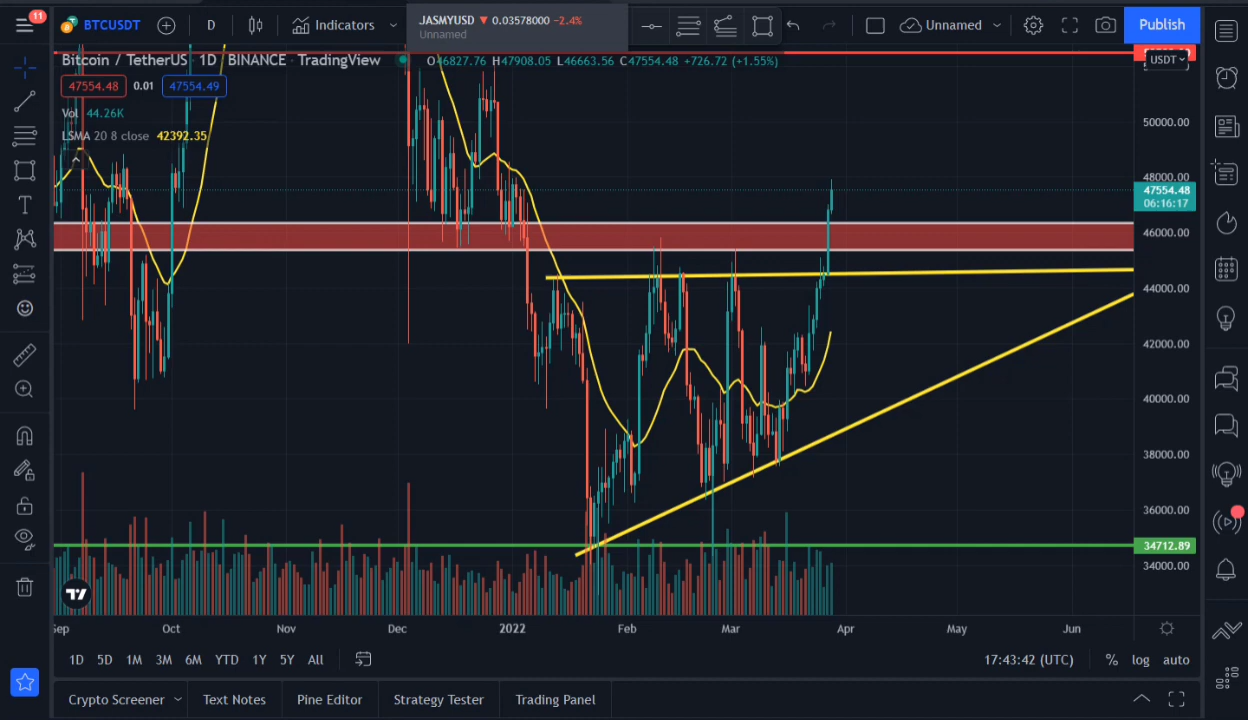 11
BTCUSDT
D
Indicators
JASMYUSD ▼ 0.03578000 −2.4%
Unnamed
Unnamed
Publish
Bitcoin / TetherUS 1D BINANCE TradingView
O46827.76 H47908.05 L46663.56 C47554.48 +726.72 (+1.55%)
USDT
47554.48 0.01 47554.49
Vol 44.26K
LSMA 20 8 close 42392.35
50000.00
48000.00
47554.48
06:16:17
46000.00
44000.00
42000.00
40000.00
38000.00
36000.00
34712.89
34000.00
Sep Oct Nov Dec 2022 Feb Mar Apr May Jun
1D 5D 1M 3M 6M YTD 1Y 5Y All
17:43:42 (UTC) % log auto
Crypto Screener Text Notes Pine Editor Strategy Tester Trading Panel